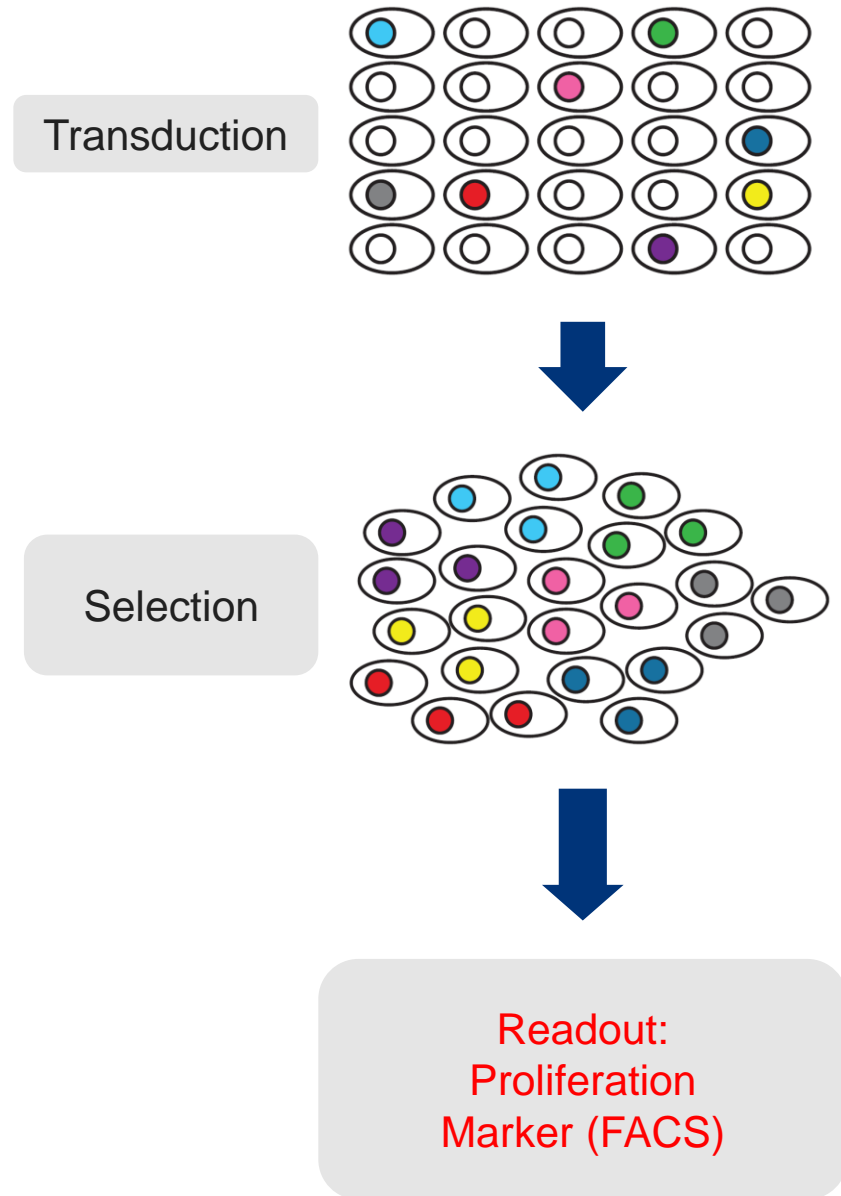 Transduction
Selection
Readout:
Proliferation
Marker (FACS)